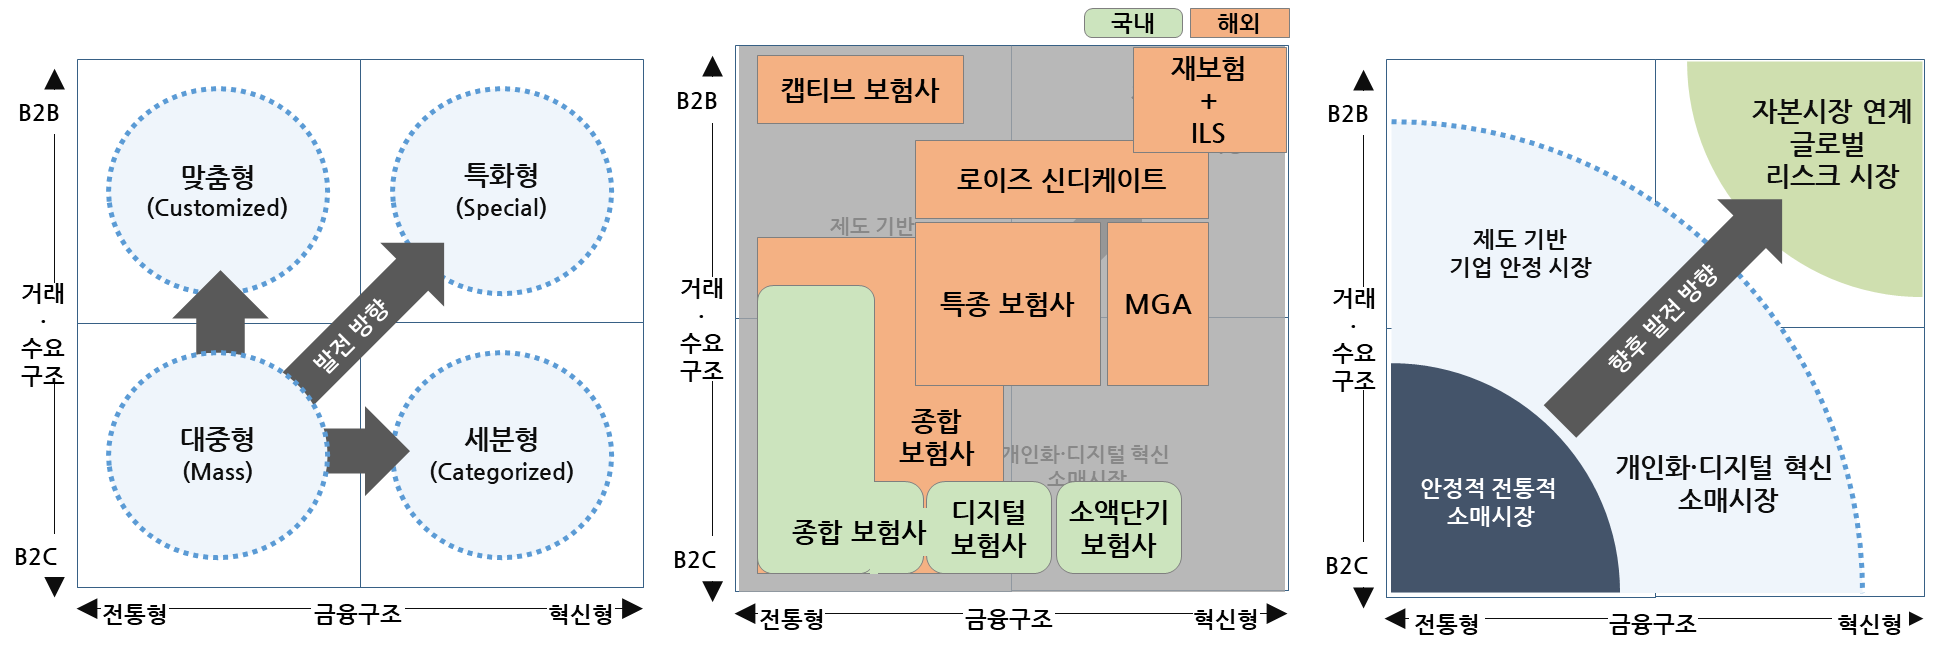 B2B
거래
·
수요
구조
B2C
맞춤형
(Customized)
특화형
(Special)
발전 방향
대중형
(Mass)
세분형
(Categorized)
전통형
금융구조
혁신형
국내
해외
B2B
거래
·
수요
구조
B2C
캡티브 보험사
재보험
+
ILS
로이즈 신디케이트
제도 기반
특종 보험사
MGA
종합
보험사
개인화·디지털 혁신
소매시장
종합 보험사
디지털
보험사
소액단기
보험사
전통형
금융구조
혁신형
B2B
거래
·
수요
구조
B2C
자본시장 연계
글로벌
리스크 시장
제도 기반
기업 안정 시장
향후 발전 방향
개인화·디지털 혁신
소매시장
안정적 전통적
소매시장
전통형
금융구조
혁신형